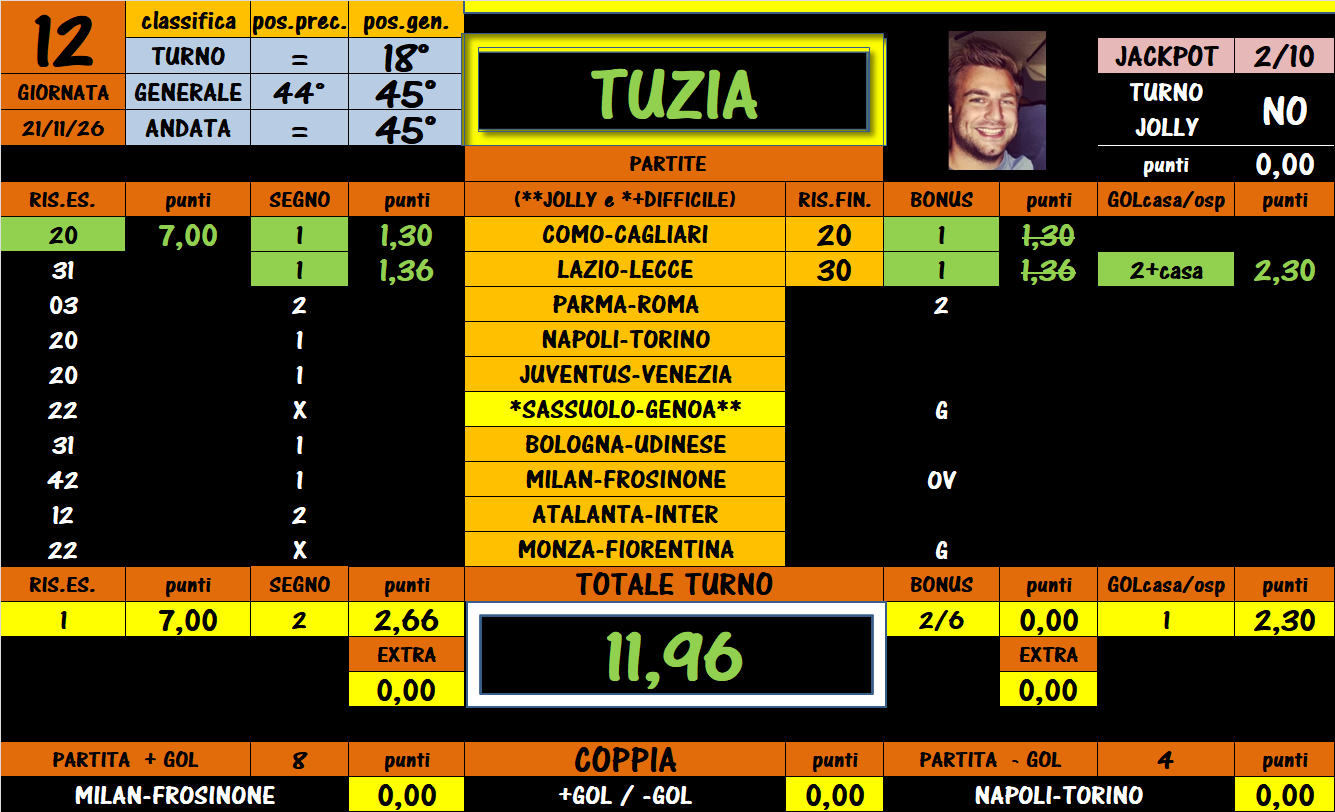 12 classifica pos.prec. pos.gen.
TURNO = 18°
GIORNATA GENERALE 44° 45°
21/11/26 ANDATA = 45°
TUZIA
JACKPOT 2/10
TURNO JOLLY NO
punti 0,00
PARTITE
RIS.ES. punti SEGNO punti (**JOLLY e *+DIFFICILE) RIS.FIN. BONUS punti GOLcasa/osp punti
20 7,00 1 1,30 COMO-CAGLIARI 20 1 1,30
31 1 1,36 LAZIO-LECCE 30 1 1,36 2+casa 2,30
03 2 PARMA-ROMA 2
20 1 NAPOLI-TORINO
20 1 JUVENTUS-VENEZIA
22 X *SASSUOLO-GENOA** G
31 1 BOLOGNA-UDINESE
42 1 MILAN-FROSINONE OV
12 2 ATALANTA-INTER
22 X MONZA-FIORENTINA G
RIS.ES. punti SEGNO punti TOTALE TURNO BONUS punti GOLcasa/osp punti
1 7,00 2 2,66 11,96 2/6 0,00 1 2,30
EXTRA EXTRA
0,00 0,00
PARTITA + GOL 8 punti COPPIA punti PARTITA - GOL 4 punti
MILAN-FROSINONE 0,00 +GOL / -GOL 0,00 NAPOLI-TORINO 0,00